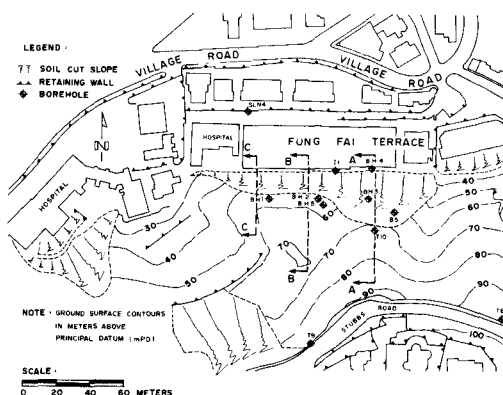 LEGEND :
SOIL CUT SLOPE
RETAINING WALL
BOREHOLE
VILLAGE ROAD
VILLAGE ROAD
SLN4
HOSPITAL
FUNG FAI TERRACE
C
B
A
BH4
40
HOSPITAL
BH1
BH2
BH5
BH3
B5
50
60
60
30
40
50
C
70
B
T10
70
80
A
90
70
80
90
100
NOTE : GROUND SURFACE CONTOURS
IN METERS ABOVE
PRINCIPAL DATUM (mPD)
T9
STUBBS ROAD
SCALE :
0 20 40 60 METERS